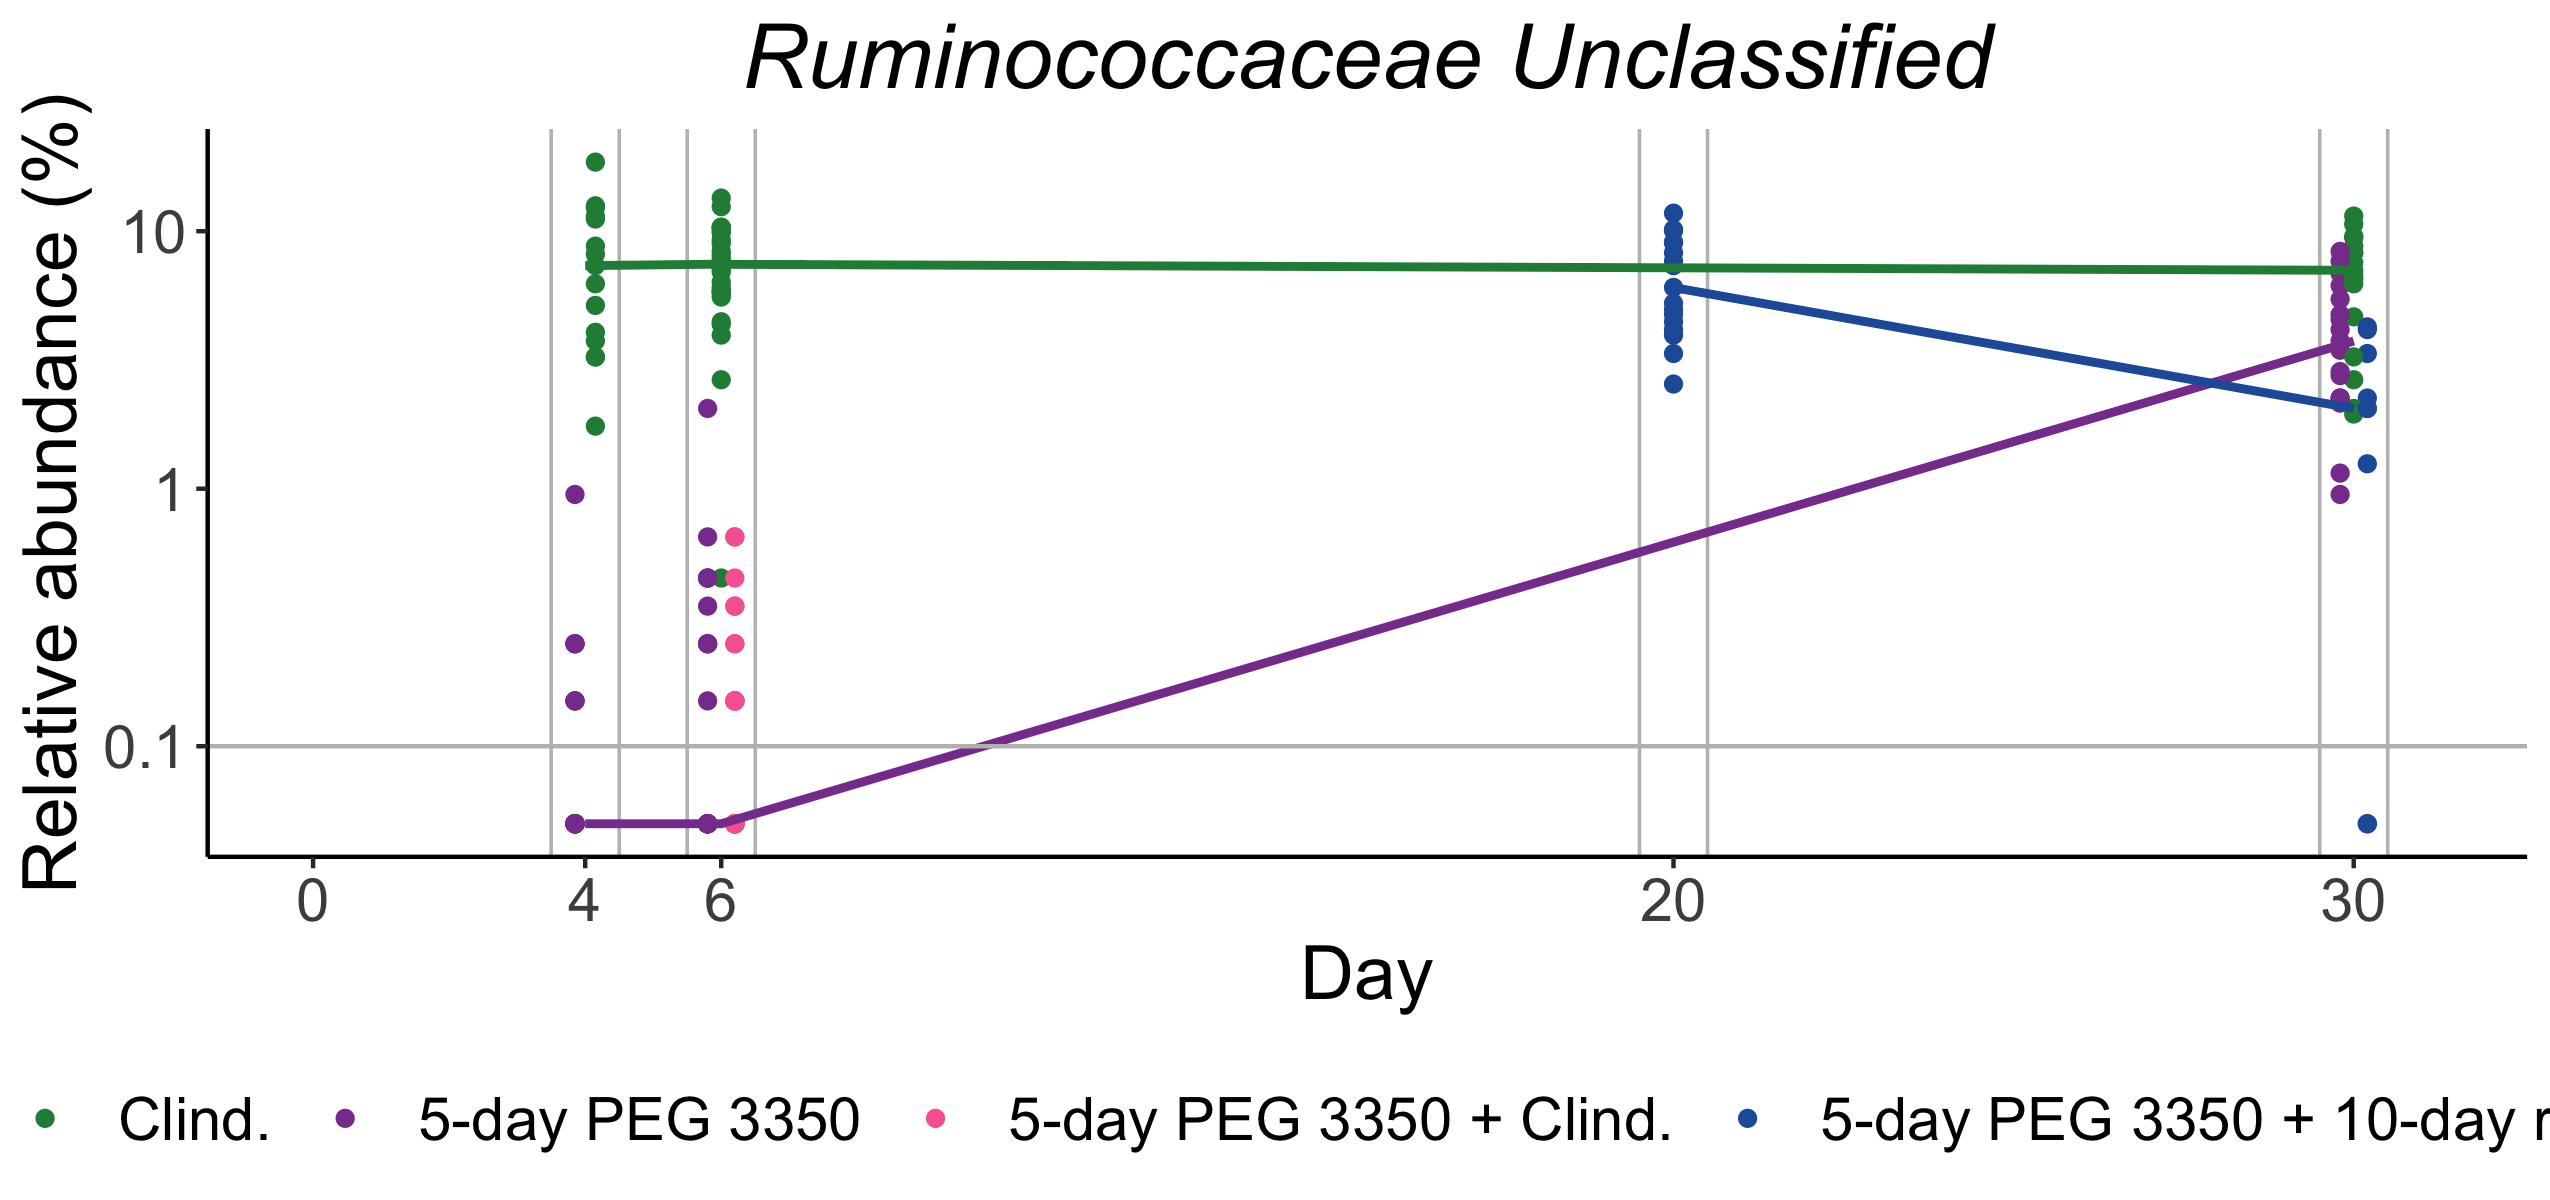 Ruminococcaceae Unclassified
Relative abundance (%)
10
1
0.1
0 4 6 20 30
Day
Clind. 5-day PEG 3350 5-day PEG 3350 + Clind. 5-day PEG 3350 + 10-day r